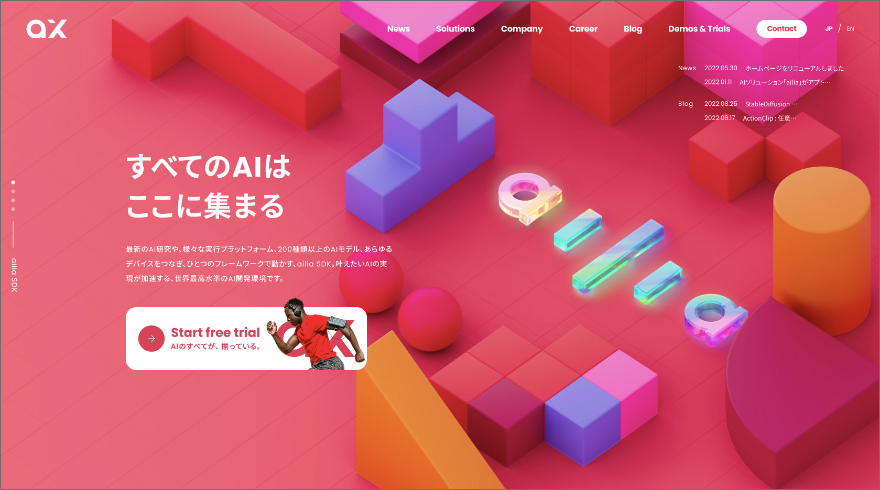 ax
News
Solutions
Company
Career
Blog
Demos & Trials
Contact
JP / EN
News 2022.05.30 ホームページをリニューアルしました
2022.01.11 AIソリューション「ailia」がアプリ…
Blog 2022.08.25 StableDiffusion …
2022.08.17 ActionClip : 任意…
すべてのAIは
ここに集まる
最新のAI研究や、様々な実行プラットフォーム、200種類以上のAIモデル、あらゆる
デバイスをつなぎ、ひとつのフレームワークで動かす、ailia SDK。叶えたいAIの実
現が加速する、世界最高水準のAI開発環境です。
Start free trial
AIのすべてが、揃っている。
ailia SDK
ailia